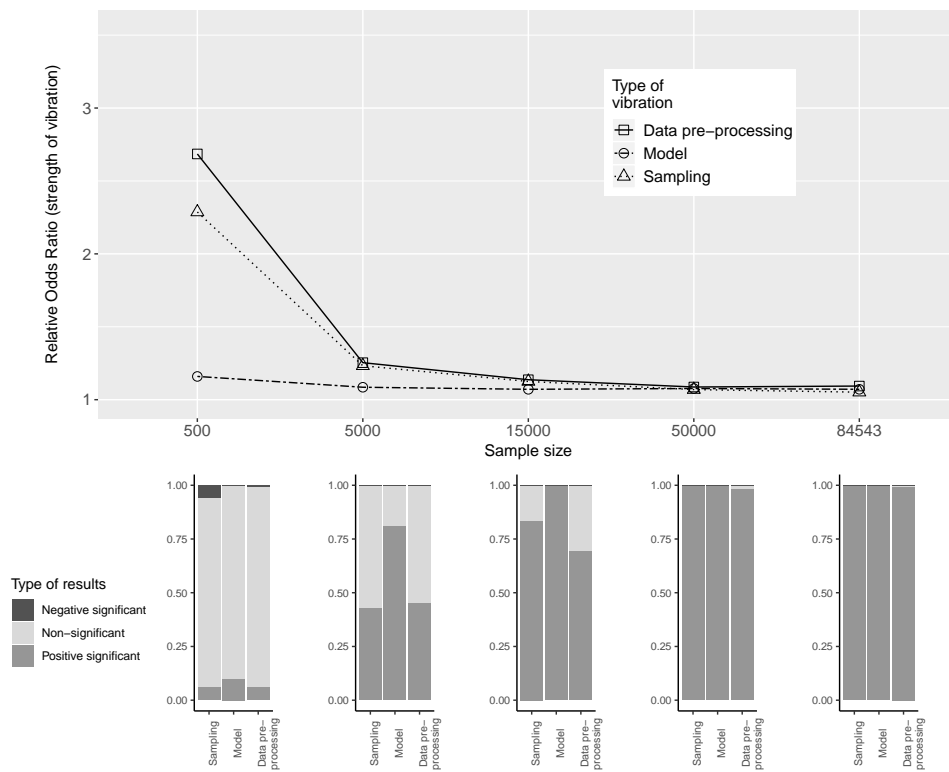 Relative Odds Ratio (strength of vibration)
3
2
1
Type of
vibration
Data pre−processing
Model
Sampling
500
5000
15000
50000
84543
Sample size
Type of results
Negative significant
Non−significant
Positive significant
1.00
0.75
0.50
0.25
0.00
Sampling
Model
Data pre−
processing
1.00
0.75
0.50
0.25
0.00
Sampling
Model
Data pre−
processing
1.00
0.75
0.50
0.25
0.00
Sampling
Model
Data pre−
processing
1.00
0.75
0.50
0.25
0.00
Sampling
Model
Data pre−
processing
1.00
0.75
0.50
0.25
0.00
Sampling
Model
Data pre−
processing